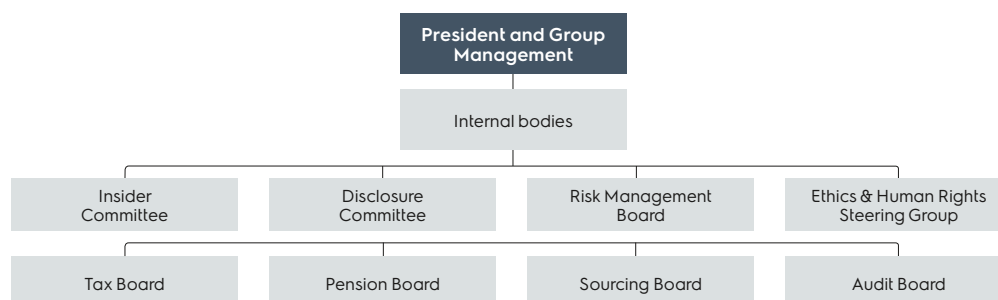 President and Group
Management
Internal bodies
Insider
Committee
Disclosure
Committee
Risk Management
Board
Ethics & Human Rights
Steering Group
Tax Board
Pension Board
Sourcing Board
Audit Board